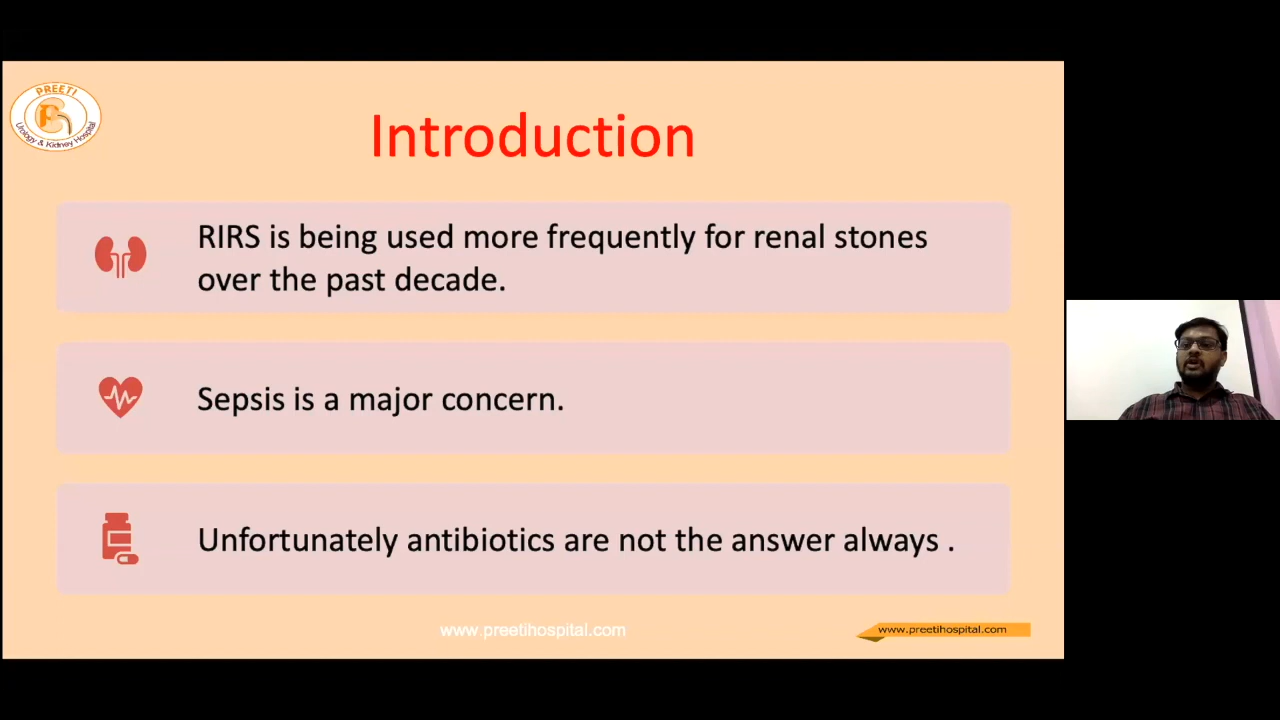 PREETI
Urology & Kidney Hospital
Introduction
RIRS is being used more frequently for renal stones
over the past decade.
Sepsis is a major concern.
Unfortunately antibiotics are not the answer always .
www.preetihospital.com
www.preetihospital.com